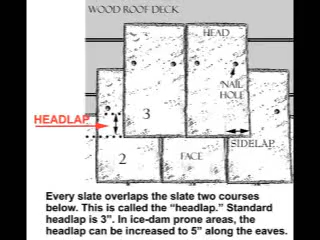 WOOD ROOF DECK
HEAD
NAIL
HOLE
HEADLAP
3
SIDELAP
2
FACE
Every slate overlaps the slate two courses
below. This is called the “headlap.” Standard
headlap is 3”. In ice-dam prone areas, the
headlap can be increased to 5” along the eaves.